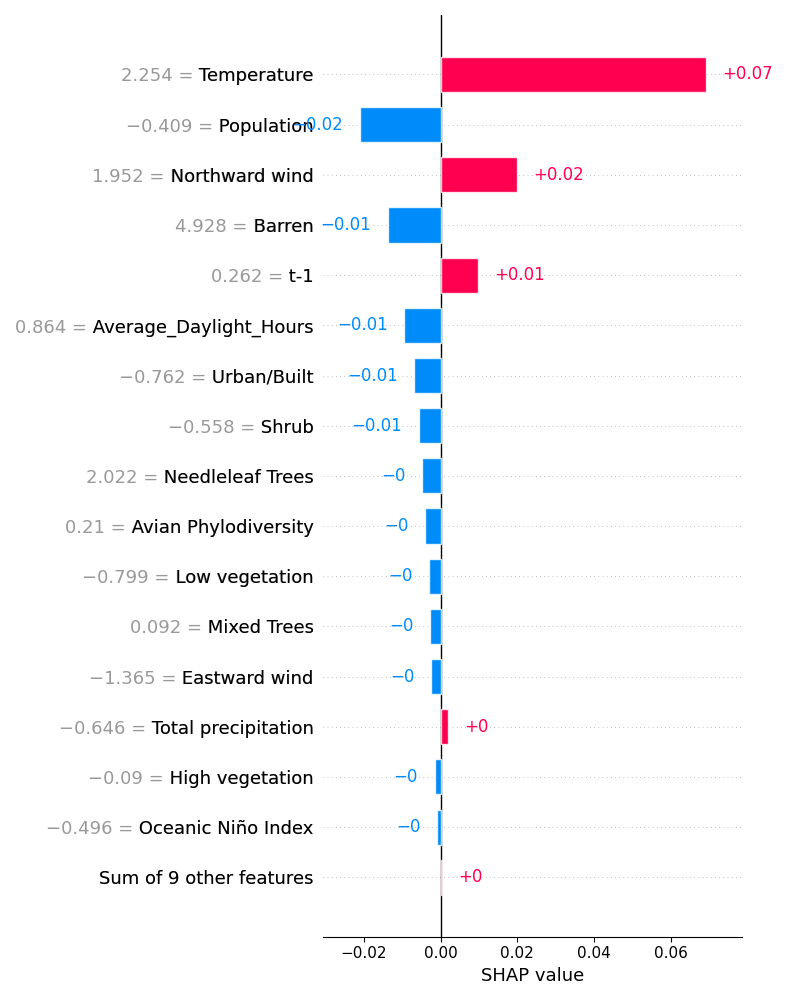 2.254 = Temperature +0.07
−0.409 = Population −0.02
1.952 = Northward wind +0.02
4.928 = Barren −0.01
0.262 = t-1 +0.01
0.864 = Average_Daylight_Hours −0.01
−0.762 = Urban/Built −0.01
−0.558 = Shrub −0.01
2.022 = Needleleaf Trees −0
0.21 = Avian Phylodiversity −0
−0.799 = Low vegetation −0
0.092 = Mixed Trees −0
−1.365 = Eastward wind −0
−0.646 = Total precipitation +0
−0.09 = High vegetation −0
−0.496 = Oceanic Niño Index −0
Sum of 9 other features +0
−0.02 0.00 0.02 0.04 0.06
SHAP value